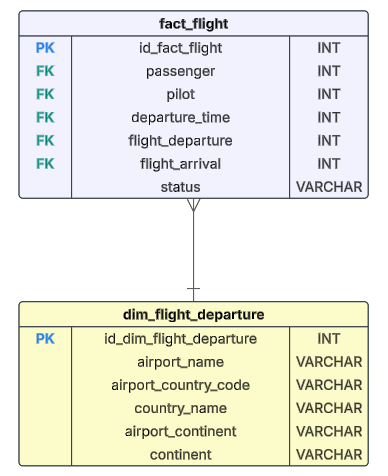 fact_flight
PK id_fact_flight INT
FK passenger INT
FK pilot INT
FK departure_time INT
FK flight_departure INT
FK flight_arrival INT
status VARCHAR
dim_flight_departure
PK id_dim_flight_departure INT
airport_name VARCHAR
airport_country_code VARCHAR
country_name VARCHAR
airport_continent VARCHAR
continent VARCHAR